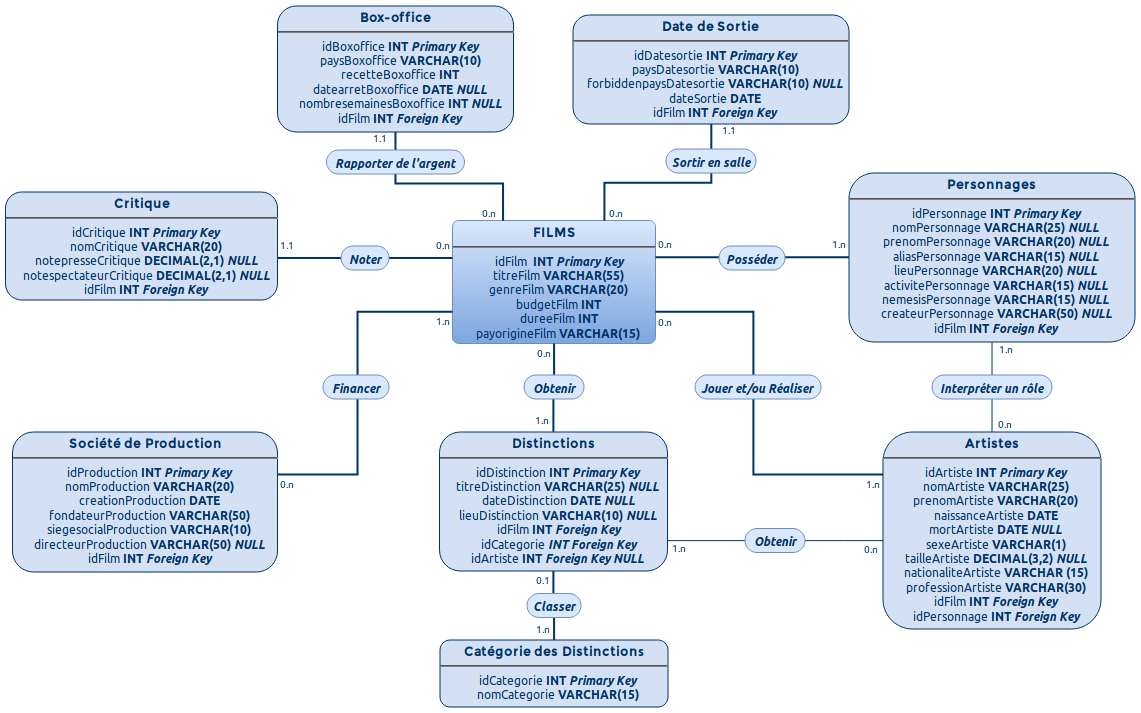 Box-office
idBoxoffice INT Primary Key
paysBoxoffice VARCHAR(10)
recetteBoxoffice INT
datearretBoxoffice DATE NULL
nombresemainesBoxoffice INT NULL
idFilm INT Foreign Key
1.1
Rapporter de l'argent
0.n
Date de Sortie
idDatesortie INT Primary Key
paysDatesortie VARCHAR(10)
forbiddenpaysDatesortie VARCHAR(10) NULL
dateSortie DATE
idFilm INT Foreign Key
1.1
Sortir en salle
0.n
Critique
idCritique INT Primary Key
nomCritique VARCHAR(20)
notepresseCritique DECIMAL(2,1) NULL
notespectateurCritique DECIMAL(2,1) NULL
idFilm INT Foreign Key
1.1
Noter
0.n
FILMS
idFilm INT Primary Key
titreFilm VARCHAR(55)
genreFilm VARCHAR(20)
budgetFilm INT
dureeFilm INT
payorigineFilm VARCHAR(15)
0.n
Posséder
1.n
Personnages
idPersonnage INT Primary Key
nomPersonnage VARCHAR(25) NULL
prenomPersonnage VARCHAR(20) NULL
aliasPersonnage VARCHAR(15) NULL
lieuPersonnage VARCHAR(20) NULL
activitePersonnage VARCHAR(15) NULL
nemesisPersonnage VARCHAR(15) NULL
createurPersonnage VARCHAR(50) NULL
idFilm INT Foreign Key
1.n
Financer
0.n
0.n
Obtenir
1.n
0.n
Jouer et/ou Réaliser
1.n
1.n
Interpréter un rôle
0.n
Société de Production
idProduction INT Primary Key
nomProduction VARCHAR(20)
creationProduction DATE
fondateurProduction VARCHAR(50)
siegesocialProduction VARCHAR(10)
directeurProduction VARCHAR(50) NULL
idFilm INT Foreign Key
Distinctions
idDistinction INT Primary Key
titreDistinction VARCHAR(25) NULL
dateDistinction DATE NULL
lieuDistinction VARCHAR(10) NULL
idFilm INT Foreign Key
idCategorie INT Foreign Key
idArtiste INT Foreign Key NULL
1.n
Obtenir
0.n
Artistes
idArtiste INT Primary Key
nomArtiste VARCHAR(25)
prenomArtiste VARCHAR(20)
naissanceArtiste DATE
mortArtiste DATE NULL
sexeArtiste VARCHAR(1)
tailleArtiste DECIMAL(3,2) NULL
nationaliteArtiste VARCHAR (15)
professionArtiste VARCHAR(30)
idFilm INT Foreign Key
idPersonnage INT Foreign Key
0.1
Classer
1.n
Catégorie des Distinctions
idCategorie INT Primary Key
nomCategorie VARCHAR(15)